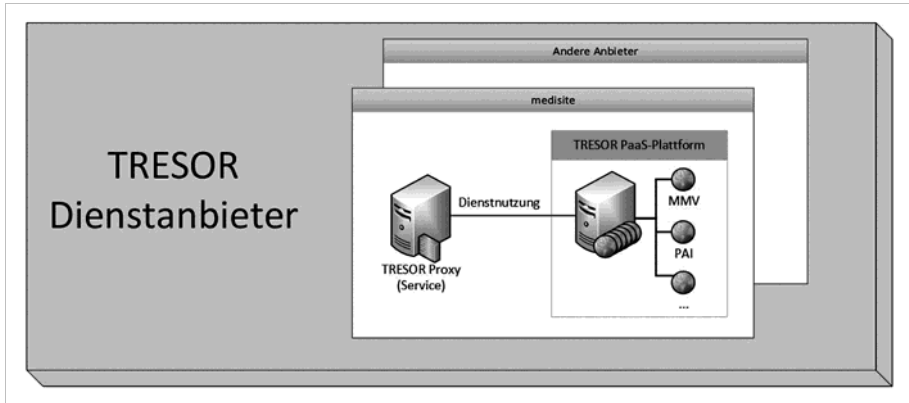 TRESOR
Dienstanbieter
Andere Anbieter
medisite
TRESOR PaaS-Plattform
Dienstnutzung
TRESOR Proxy
(Service)
MMV
PAI
...